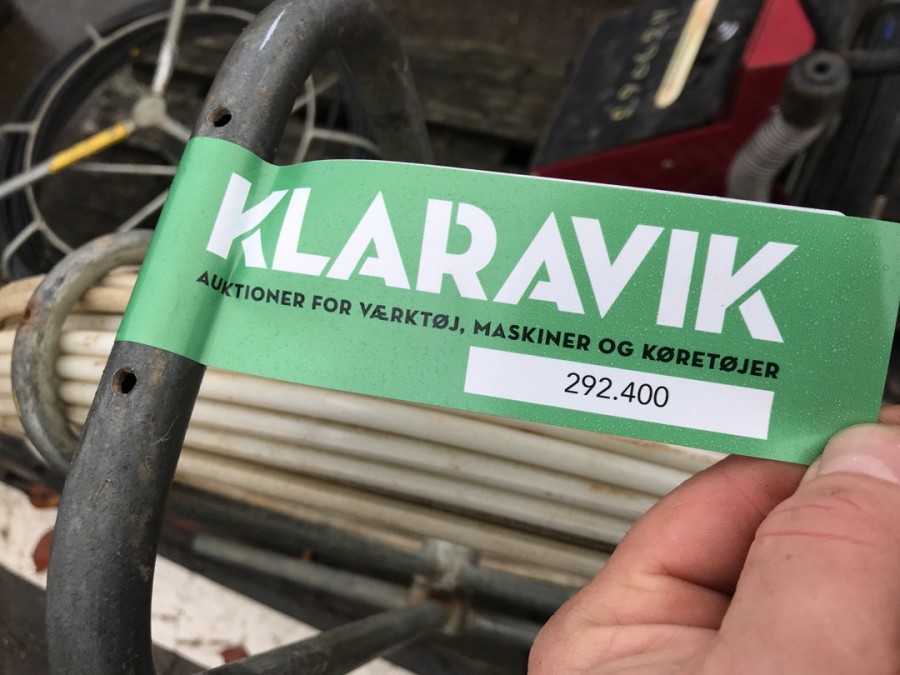 KLARAVIK
AUKTIONER FOR VÆRKTØJ, MASKINER OG KØRETØJER
292.400